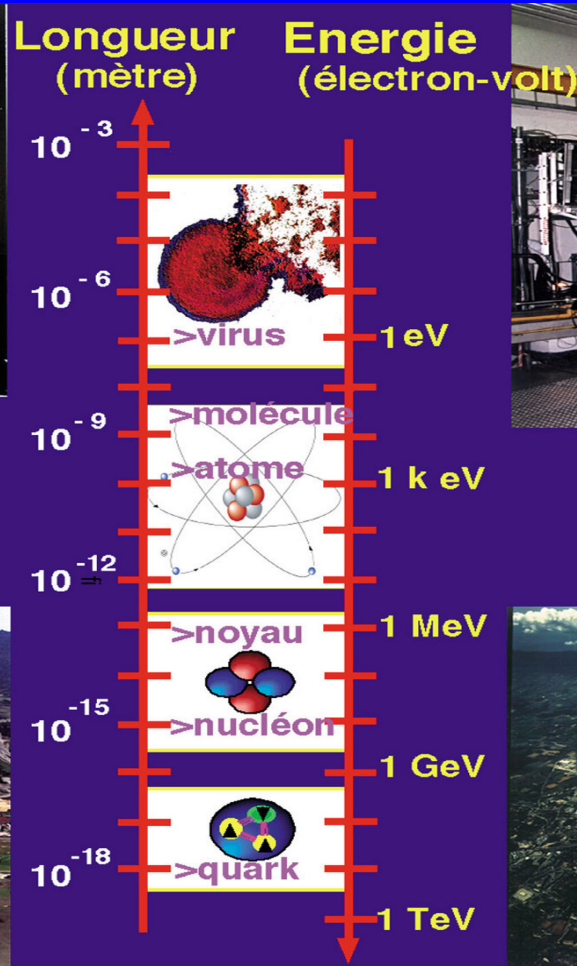 Longueur Energie
(mètre) (électron-volt)
10⁻³
10⁻⁶
>virus
1 eV
>molécule
10⁻⁹
>atome
1 k eV
10⁻¹²
>noyau
1 MeV
10⁻¹⁵
>nucléon
1 GeV
10⁻¹⁸
>quark
1 TeV